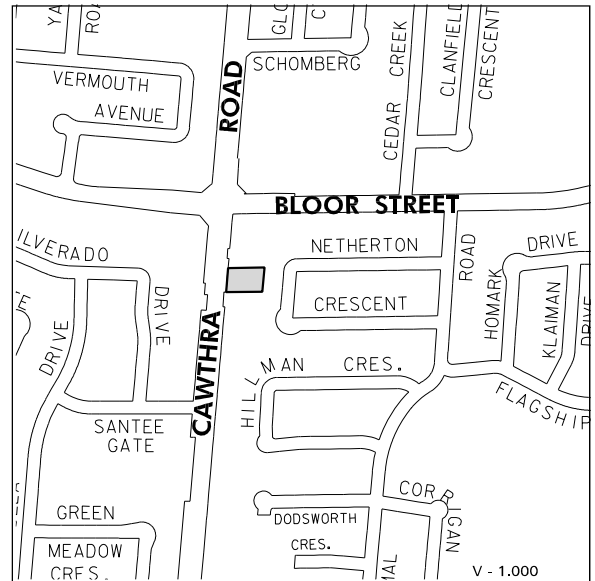 ROAD
SCHOMBERG
CEDAR CREEK
CLANFIELD
CRESCENT
VERMOUTH
AVENUE
BLOOR STREET
NETHERTON
CRESCENT
ROAD
HOMARK
DRIVE
KLAIMAN
DRIVE
DRIVE
DRIVE
CAWTHRA
HILLMAN CRES.
SANTEE
GATE
FLAGSHIP
CORRIGAN
GREEN
MEADOW
CRES.
DODSWORTH
CRES.
V - 1.000